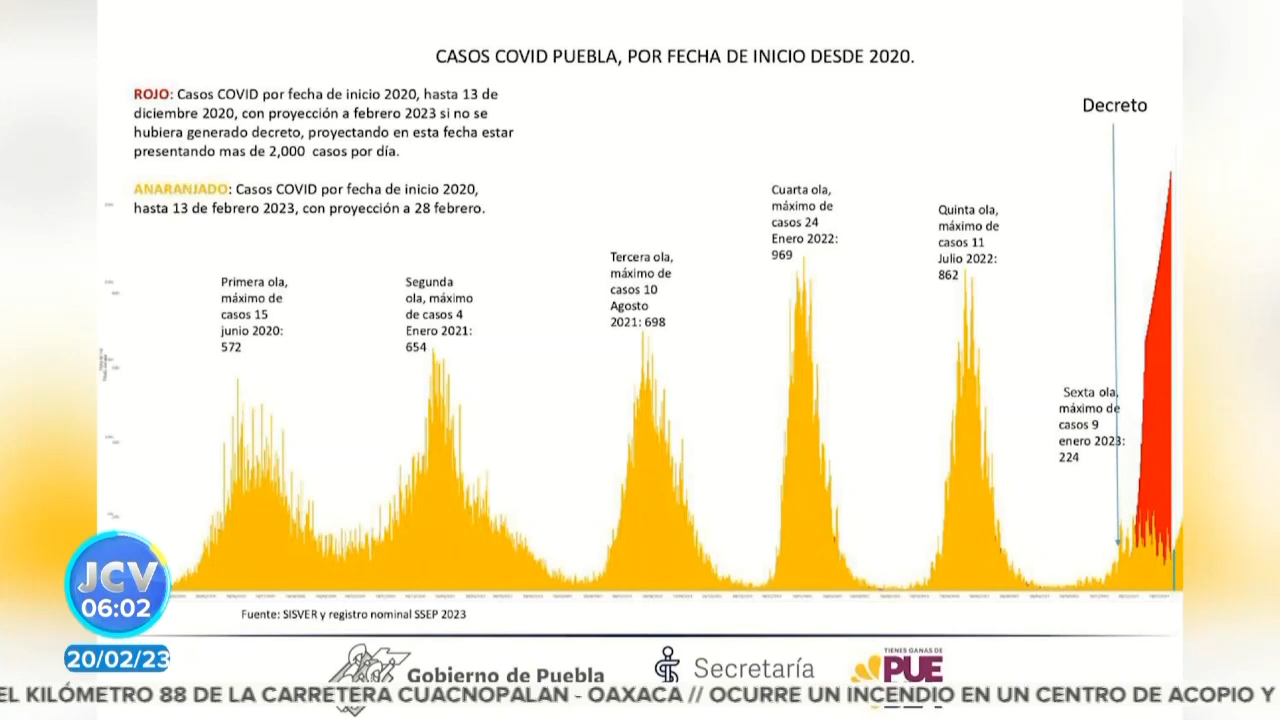 CASOS COVID PUEBLA, POR FECHA DE INICIO DESDE 2020.
ROJO: Casos COVID por fecha de inicio 2020, hasta 13 de
diciembre 2020, con proyección a febrero 2023 si no se
hubiera generado decreto, proyectando en esta fecha estar
presentando mas de 2,000 casos por día.
ANARANJADO: Casos COVID por fecha de inicio 2020,
hasta 13 de febrero 2023, con proyección a 28 febrero.
Decreto
Primera ola,
máximo de
casos 15
junio 2020:
572
Segunda
ola, máximo
de casos 4
Enero 2021:
654
Tercera ola,
máximo de
casos 10
Agosto
2021: 698
Cuarta ola,
máximo de
casos 24
Enero 2022:
969
Quinta ola,
máximo de
casos 11
Julio 2022:
862
Sexta ola,
máximo de
casos 9
enero 2023:
224
Fuente: SISVER y registro nominal SSEP 2023
JCV
06:02
20/02/23
Gobierno de Puebla
Secretaría
TIENES GANAS DE
PUE
EL KILÓMETRO 88 DE LA CARRETERA CUACNOPALAN - OAXACA // OCURRE UN INCENDIO EN UN CENTRO DE ACOPIO Y